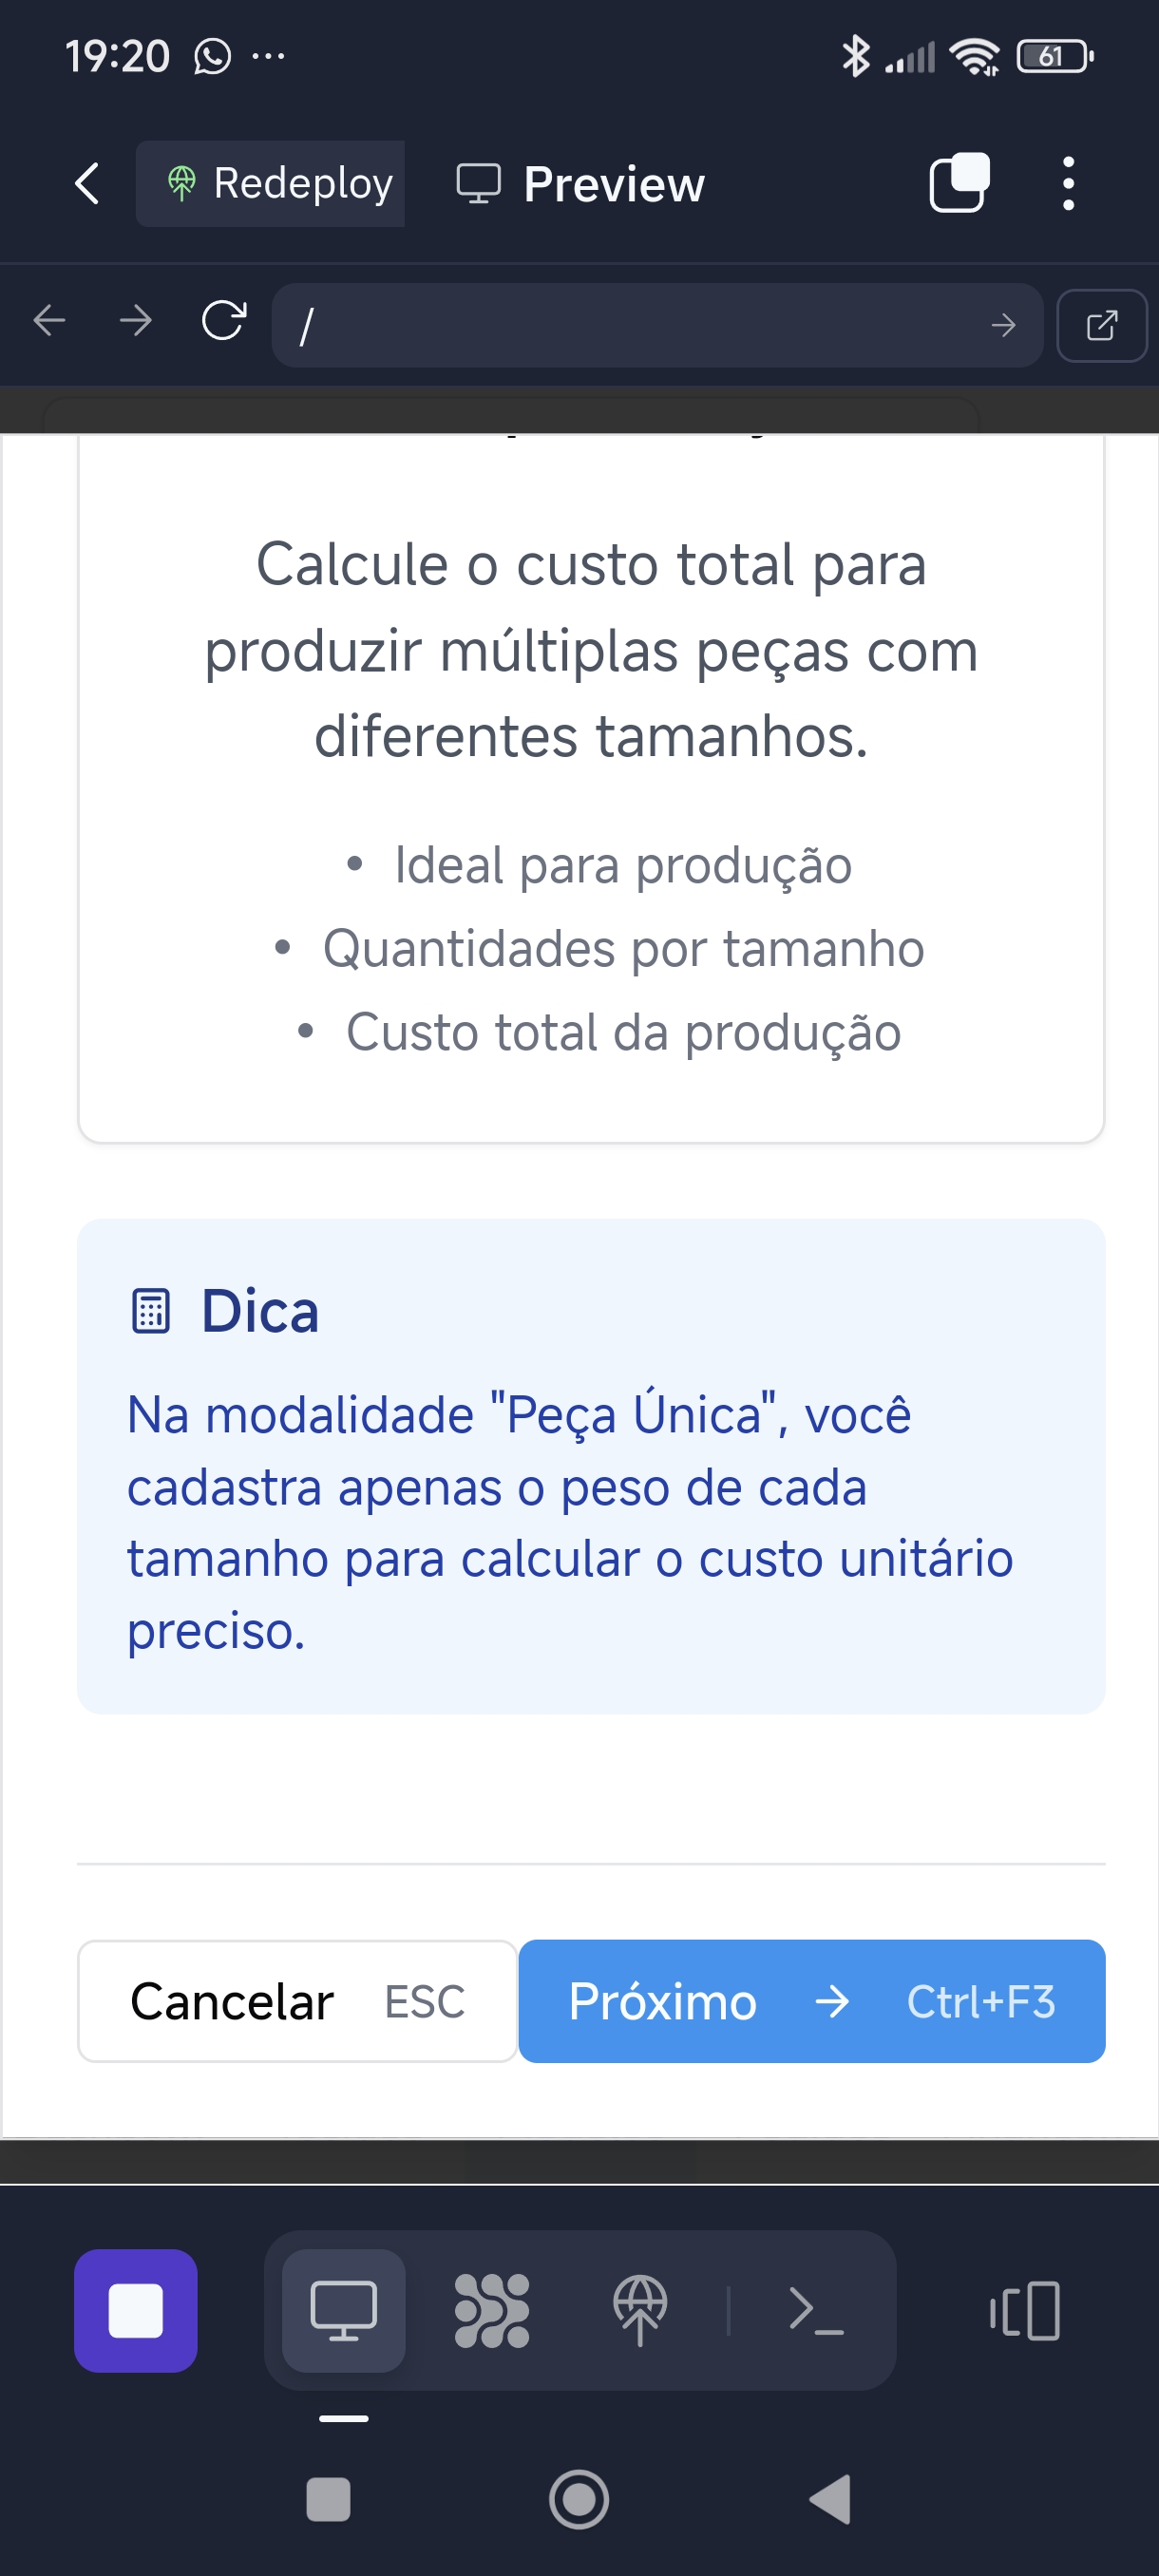 19:20
61
Redeploy
Preview
/
Calcule o custo total para
produzir múltiplas peças com
diferentes tamanhos.
• Ideal para produção
• Quantidades por tamanho
• Custo total da produção
Dica
Na modalidade "Peça Única", você
cadastra apenas o peso de cada
tamanho para calcular o custo unitário
preciso.
Cancelar ESC
Próximo → Ctrl+F3